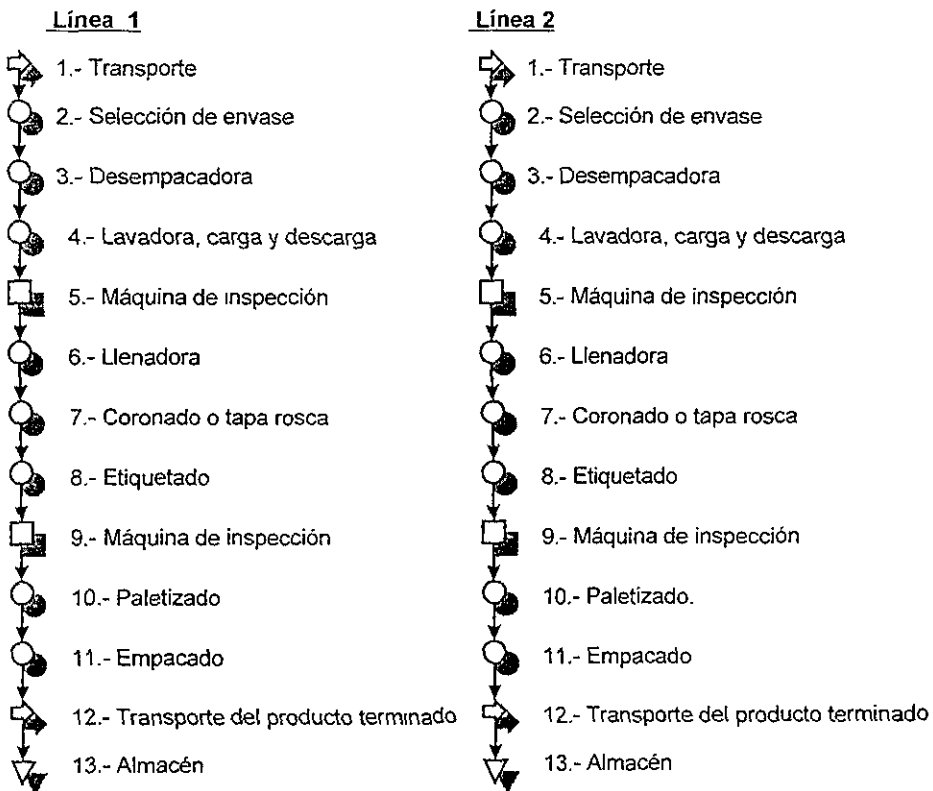 Línea 1
1.- Transporte
2.- Selección de envase
3.- Desempacadora
4.- Lavadora, carga y descarga
5.- Máquina de inspección
6.- Llenadora
7.- Coronado o tapa rosca
8.- Etiquetado
9.- Máquina de inspección
10.- Paletizado
11.- Empacado
12.- Transporte del producto terminado
13.- Almacén
Línea 2
1.- Transporte
2.- Selección de envase
3.- Desempacadora
4.- Lavadora, carga y descarga
5.- Máquina de inspección
6.- Llenadora
7.- Coronado o tapa rosca
8.- Etiquetado
9.- Máquina de inspección
10.- Paletizado.
11.- Empacado
12.- Transporte del producto terminado
13.- Almacén